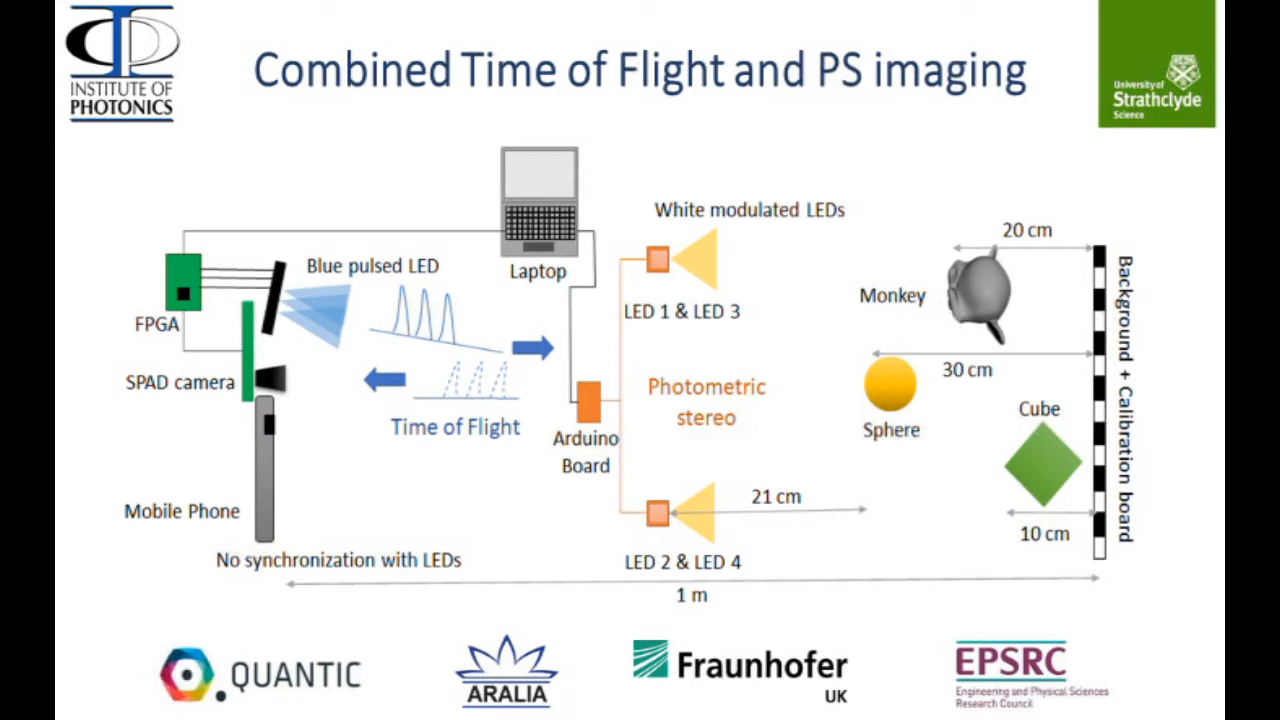 INSTITUTE OF
PHOTONICS
Combined Time of Flight and PS imaging
University of
Strathclyde
Science
White modulated LEDs
20 cm
Blue pulsed LED
Laptop
Monkey
LED 1 & LED 3
FPGA
SPAD camera
30 cm
Photometric
stereo
Time of Flight
Arduino
Board
Sphere
Cube
Background + Calibration board
21 cm
Mobile Phone
10 cm
No synchronization with LEDs
LED 2 & LED 4
1 m
QUANTIC
ARALIA
Fraunhofer
UK
EPSRC
Engineering and Physical Sciences
Research Council